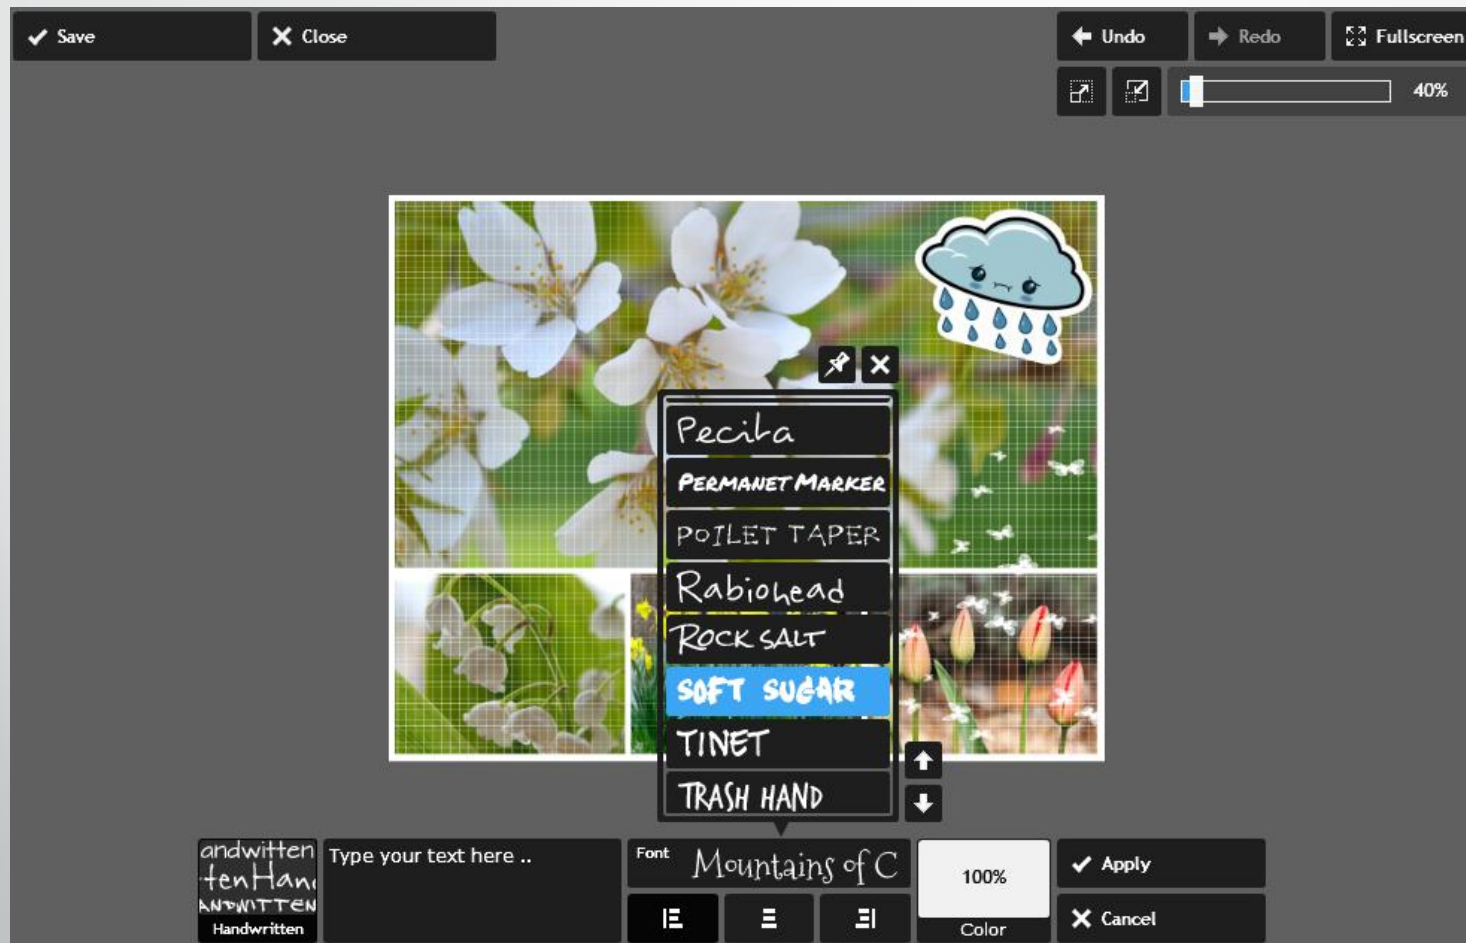 Save
Close
Undo
Redo
Fullscreen
40%
Pecita
PERMANET MARKER
POILET TAPER
Rabiohead
ROCK SALT
SOFT SUGAR
TINET
TRASH HAND
andwitten
tenHan
ANDWITTEN
Handwritten
Type your text here ..
Font
Mountains of C
100%
Color
Apply
Cancel